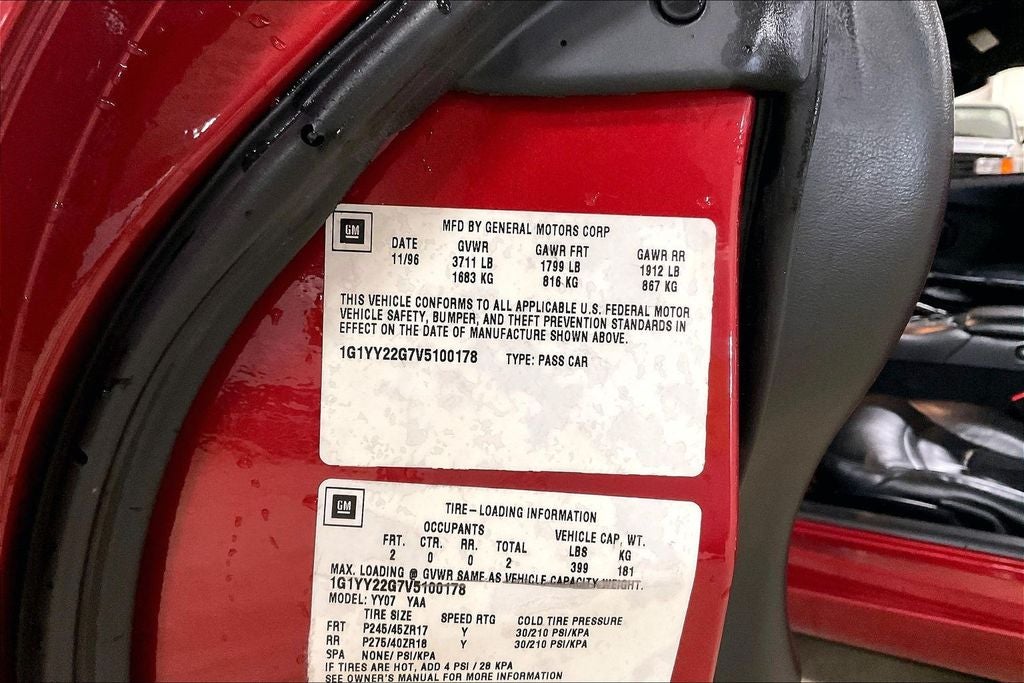 GM
MFD BY GENERAL MOTORS CORP
DATE GVWR GAWR FRT GAWR RR
11/96 3711 LB 1799 LB 1912 LB
1683 KG 816 KG 867 KG
THIS VEHICLE CONFORMS TO ALL APPLICABLE U.S. FEDERAL MOTOR
VEHICLE SAFETY, BUMPER, AND THEFT PREVENTION STANDARDS IN
EFFECT ON THE DATE OF MANUFACTURE SHOWN ABOVE.
1G1YY22G7V5100178 TYPE: PASS CAR
GM
TIRE-LOADING INFORMATION
OCCUPANTS VEHICLE CAP. WT.
FRT. CTR. RR. TOTAL LBS KG
2 0 0 2 399 181
MAX. LOADING @ GVWR SAME AS VEHICLE CAPACITY WEIGHT.
1G1YY22G7V5100178
MODEL: YY07 YAA
TIRE SIZE SPEED RTG COLD TIRE PRESSURE
FRT P245/45ZR17 Y 30/210 PSI/KPA
RR P275/40ZR18 Y 30/210 PSI/KPA
SPA NONE/ PSI/KPA
IF TIRES ARE HOT, ADD 4 PSI / 28 KPA
SEE OWNER'S MANUAL FOR MORE INFORMATION